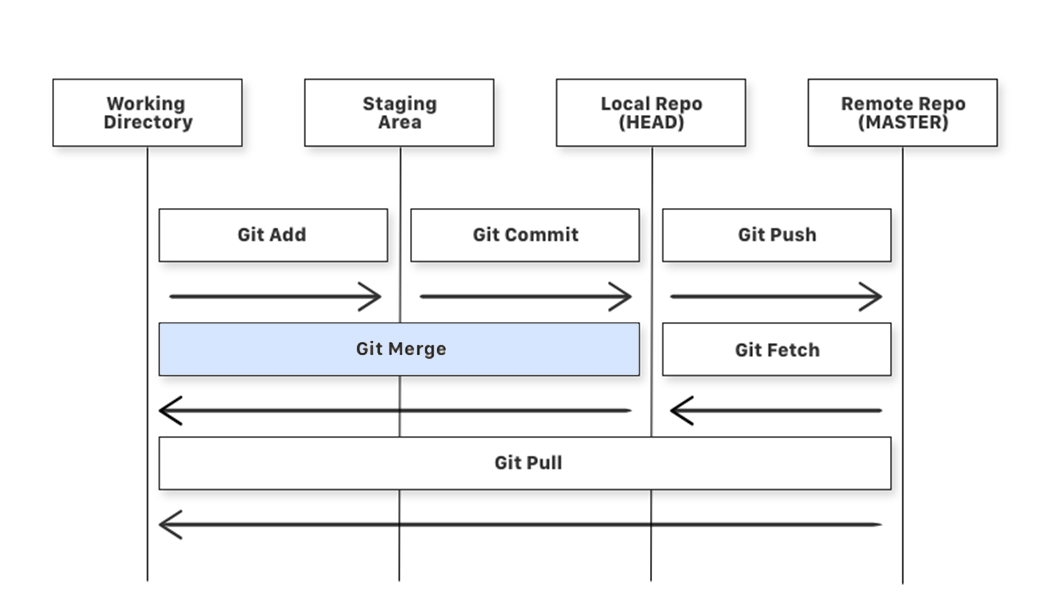 Working
Directory
Staging
Area
Local Repo
(HEAD)
Remote Repo
(MASTER)
Git Add
Git Commit
Git Push
Git Merge
Git Fetch
Git Pull